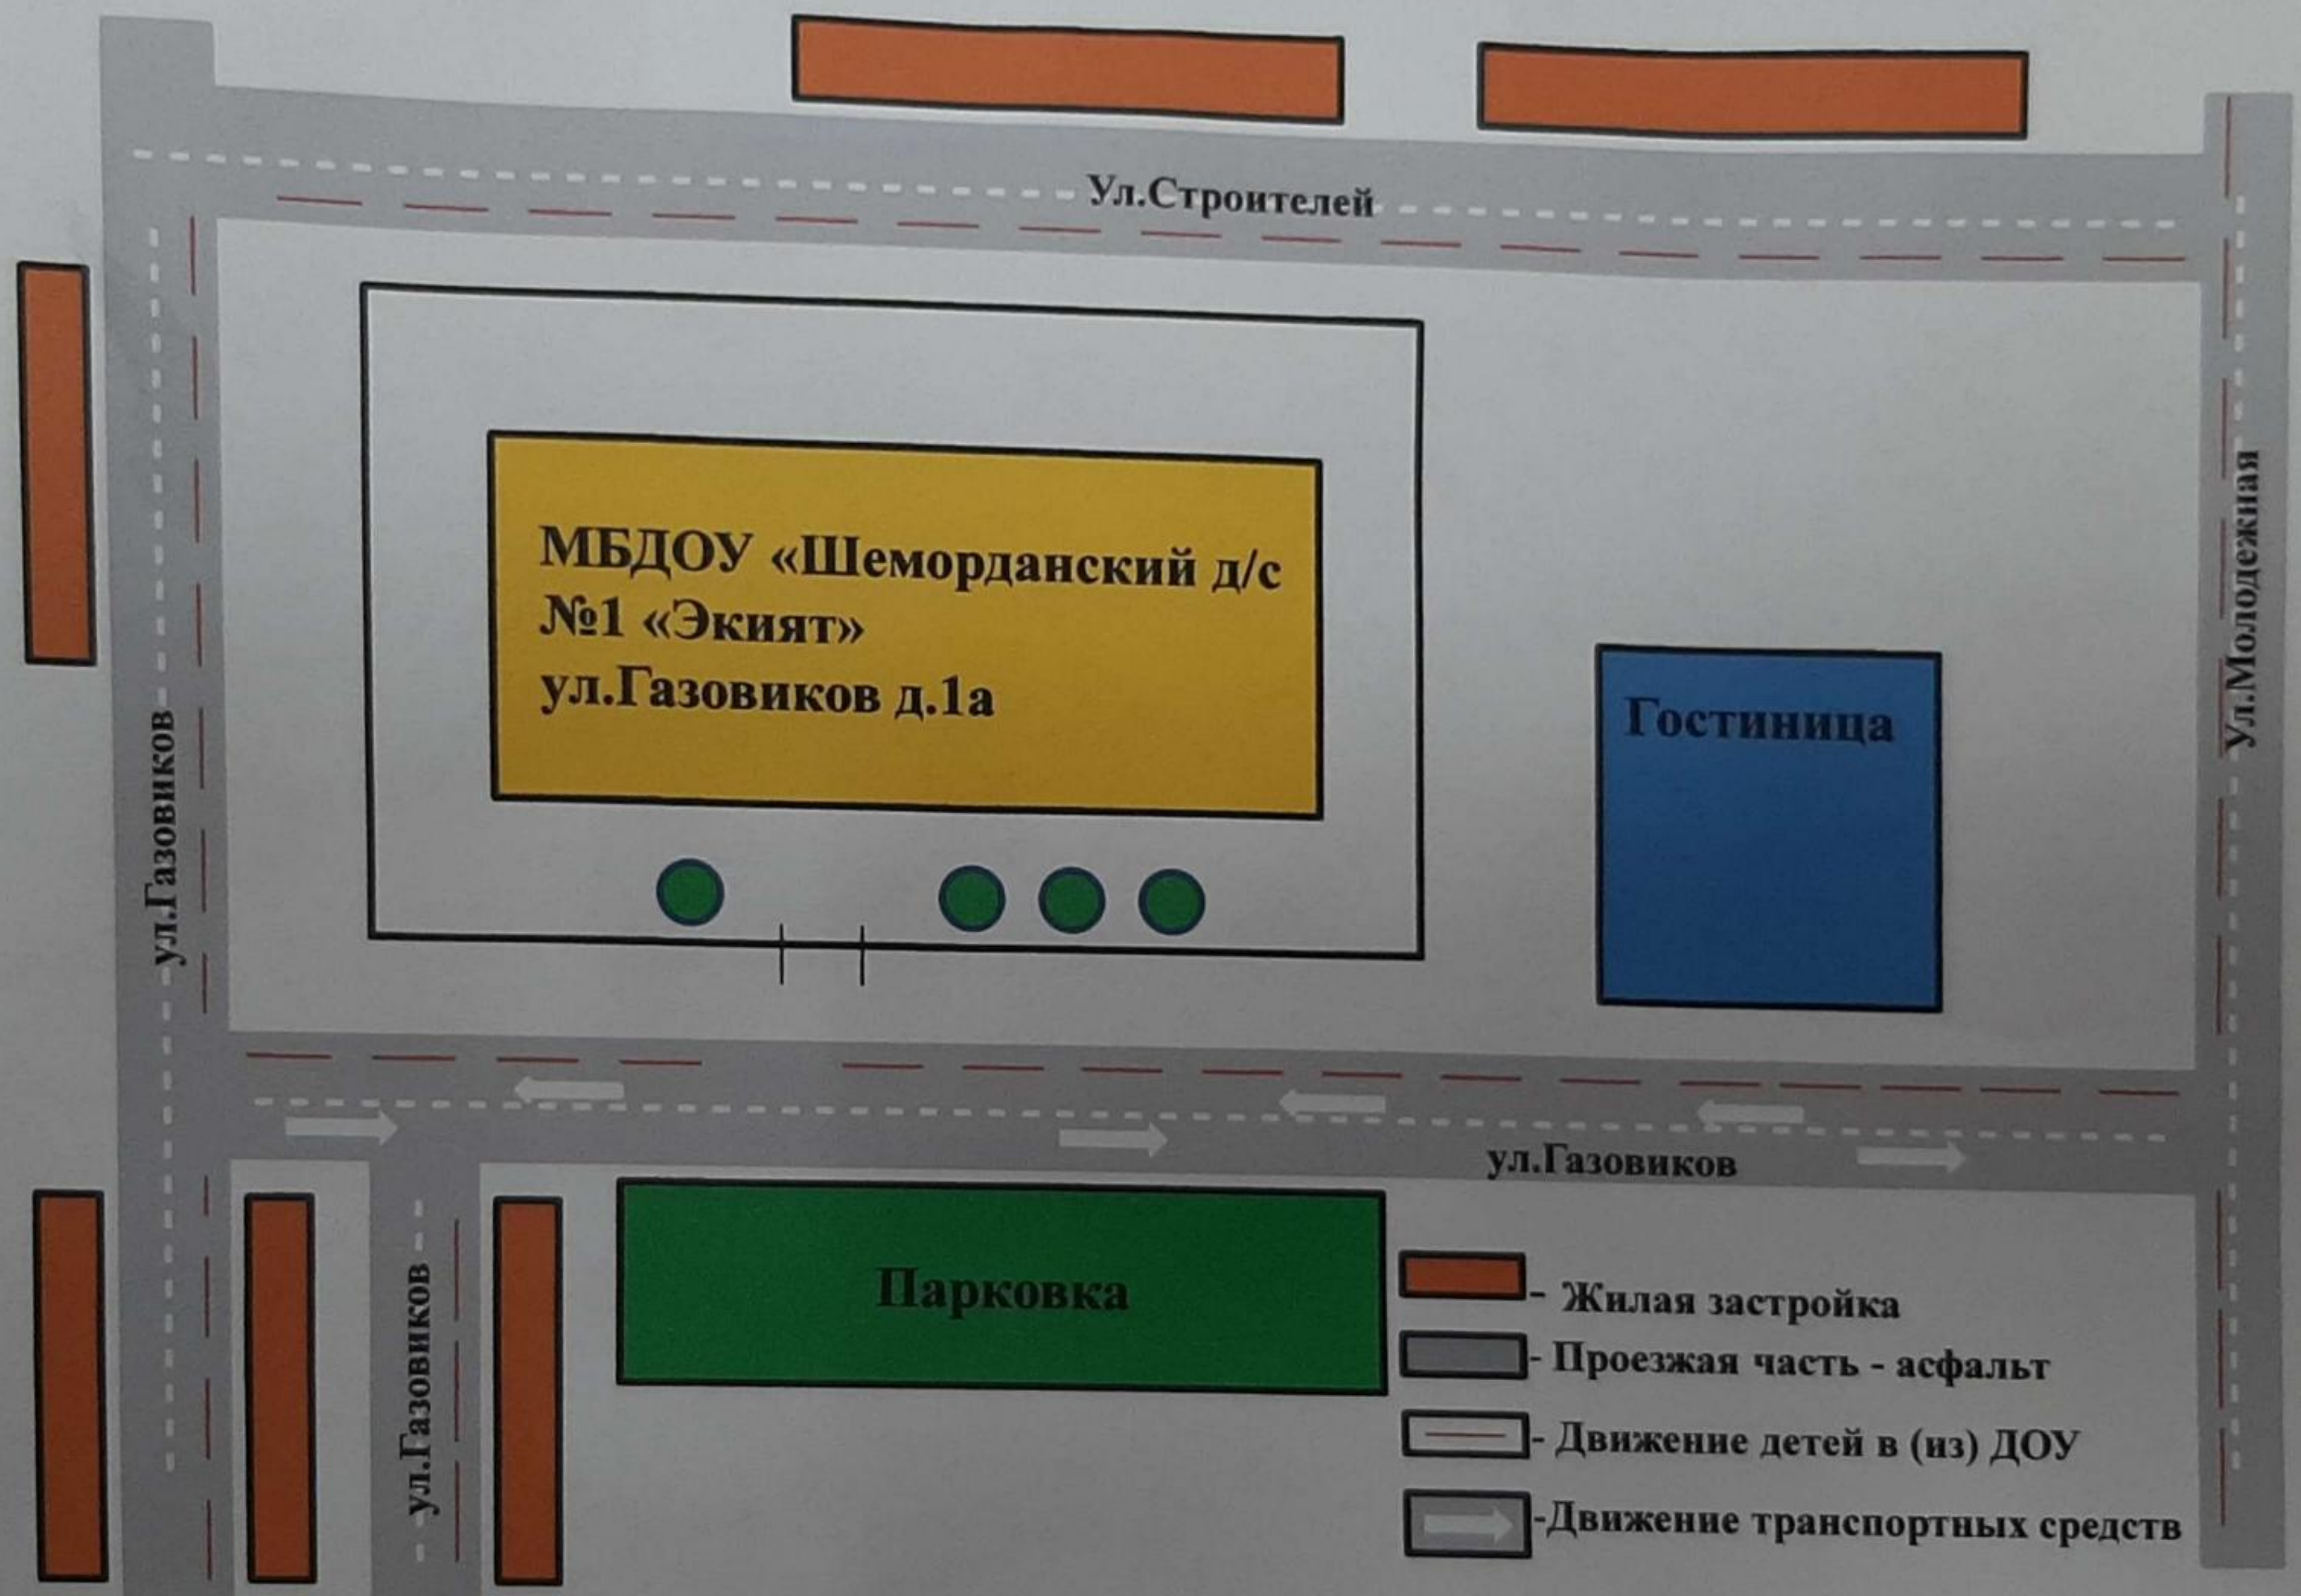 Ул.Строителей
МБДОУ «Шеморданский д/с
№1 «Экият»
ул.Газовиков д.1а
Гостиница
Ул.Молодежная
ул.Газовиков
ул.Газовиков
ул.Газовиков
Парковка
- Жилая застройка
- Проезжая часть - асфальт
- Движение детей в (из) ДОУ
-Движение транспортных средств